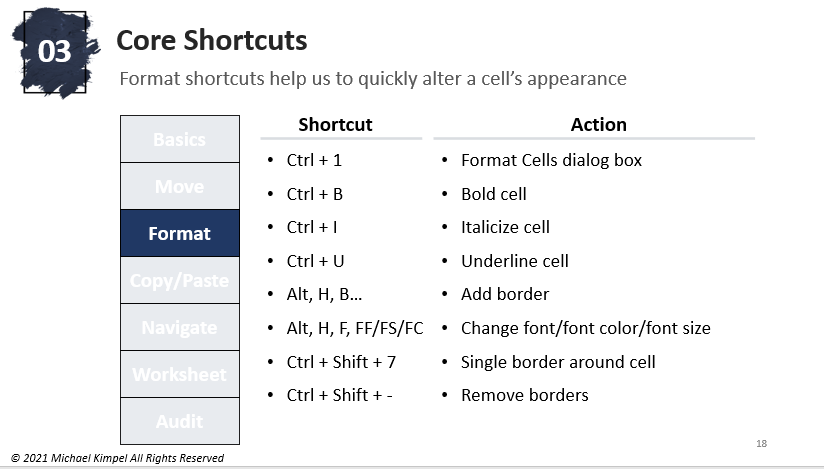 03
Core Shortcuts
Format shortcuts help us to quickly alter a cell's appearance
Basics
Move
Format
Copy/Paste
Navigate
Worksheet
Audit
Shortcut Action
• Ctrl + 1 • Format Cells dialog box
• Ctrl + B • Bold cell
• Ctrl + I • Italicize cell
• Ctrl + U • Underline cell
• Alt, H, B… • Add border
• Alt, H, F, FF/FS/FC • Change font/font color/font size
• Ctrl + Shift + 7 • Single border around cell
• Ctrl + Shift + - • Remove borders
18
© 2021 Michael Kimpel All Rights Reserved